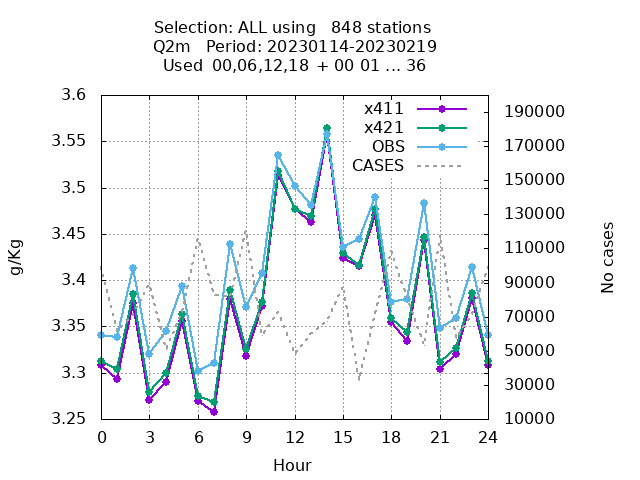 Selection: ALL using   848 stations
Q2m   Period: 20230114-20230219
Used 00,06,12,18 + 00 01 ... 36
3.6
3.55
3.5
3.45
3.4
3.35
3.3
3.25
g/Kg
x411
x421
OBS
CASES
190000
170000
150000
130000
110000
90000
70000
50000
30000
10000
No cases
0 3 6 9 12 15 18 21 24
Hour